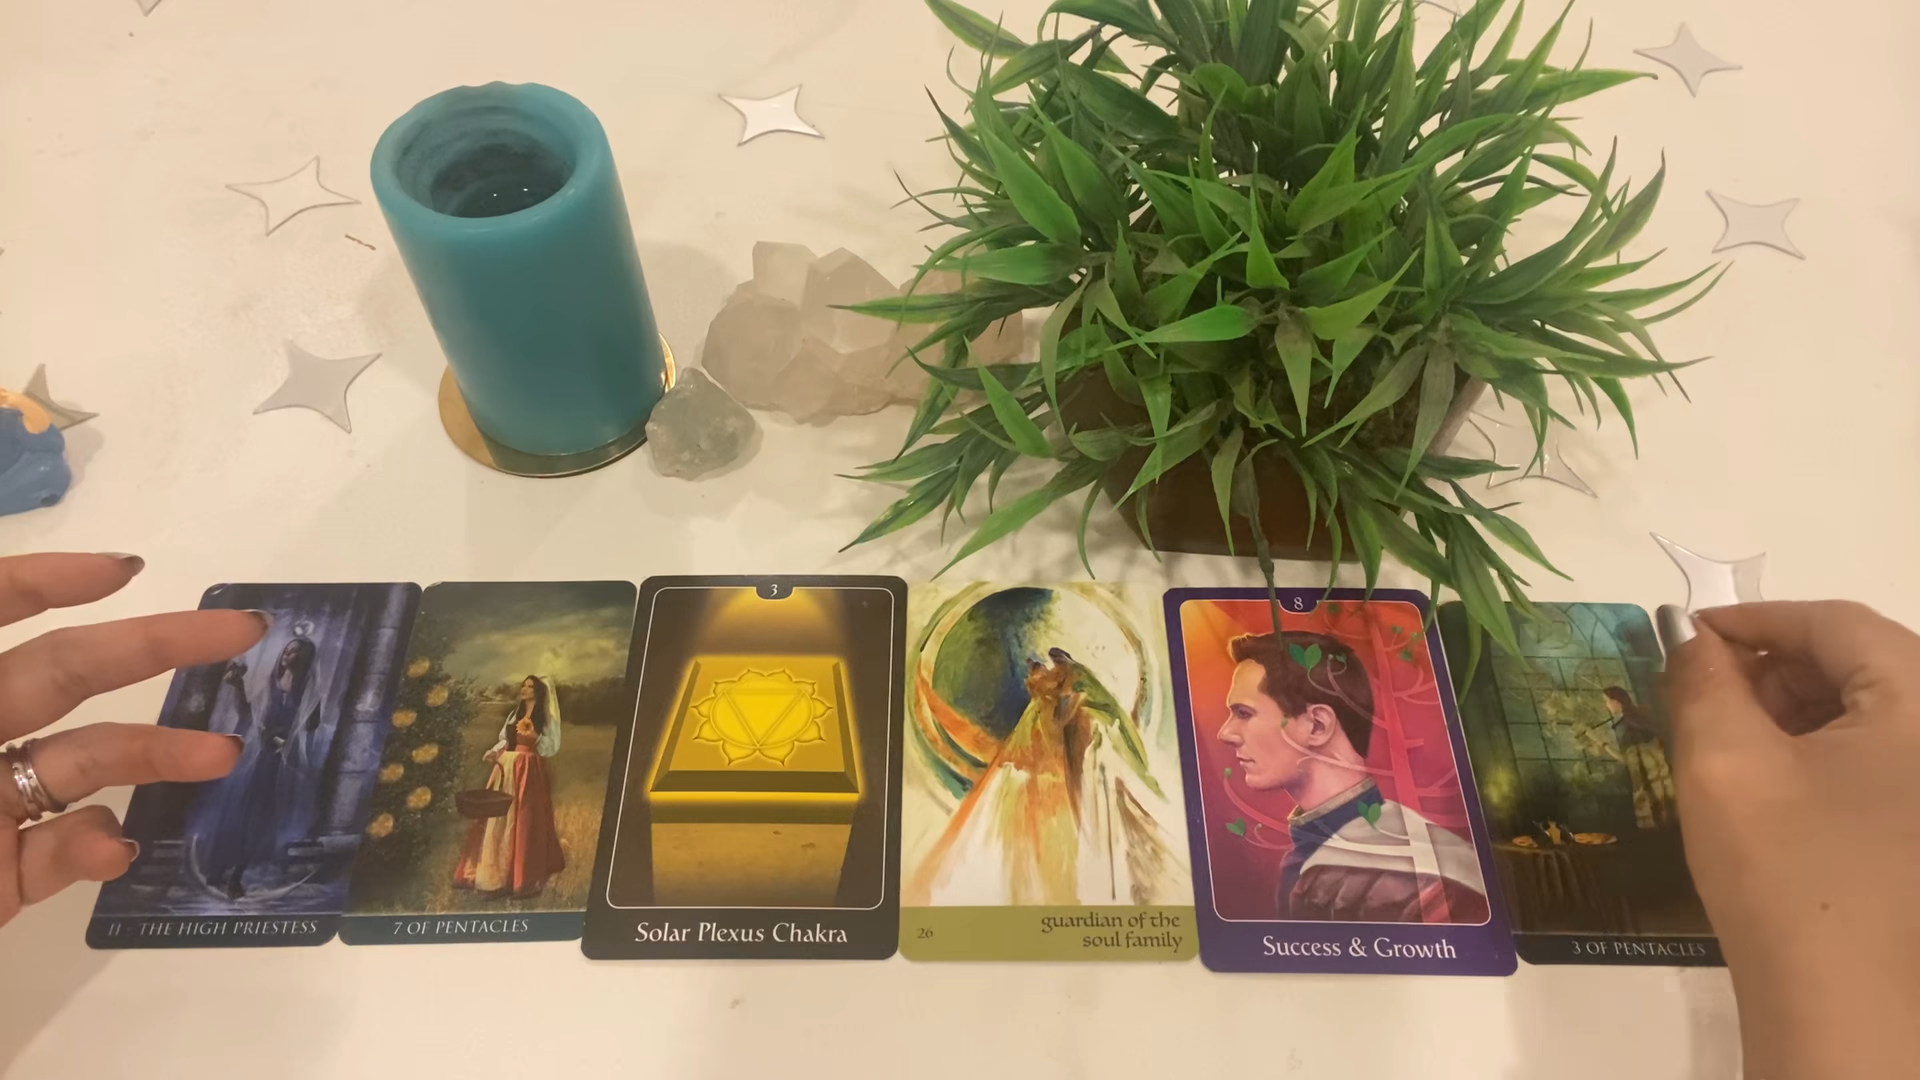 II - THE HIGH PRIESTESS
7 OF PENTACLES
3
Solar Plexus Chakra
26
guardian of the
soul family
8
Success & Growth
3 OF PENTACLES